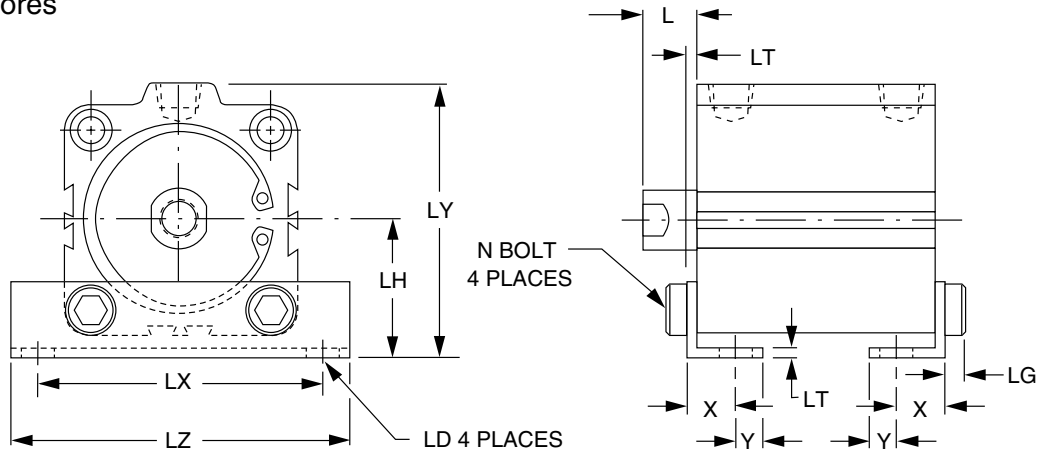 ores
L
LT
LY
LH
N BOLT
4 PLACES
LX
LZ
LD 4 PLACES
LT
LG
X
X
Y
Y